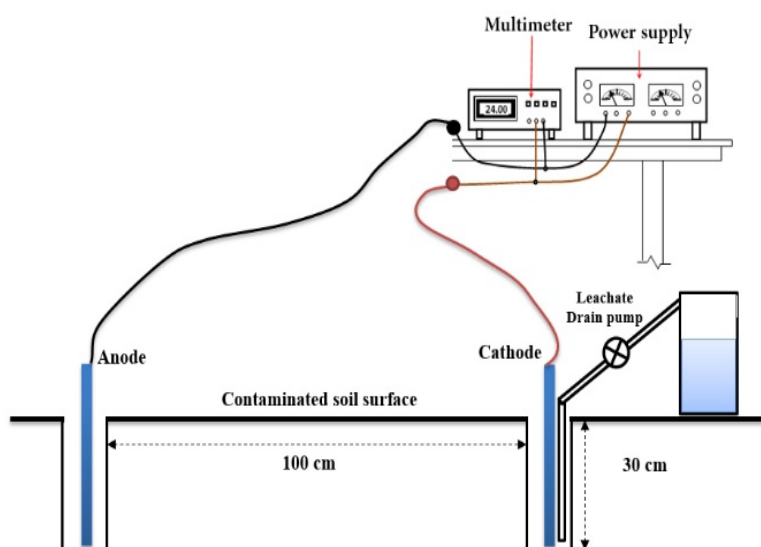 Multimeter
Power supply
24.00
Leachate
Drain pump
Anode
Cathode
Contaminated soil surface
100 cm
30 cm